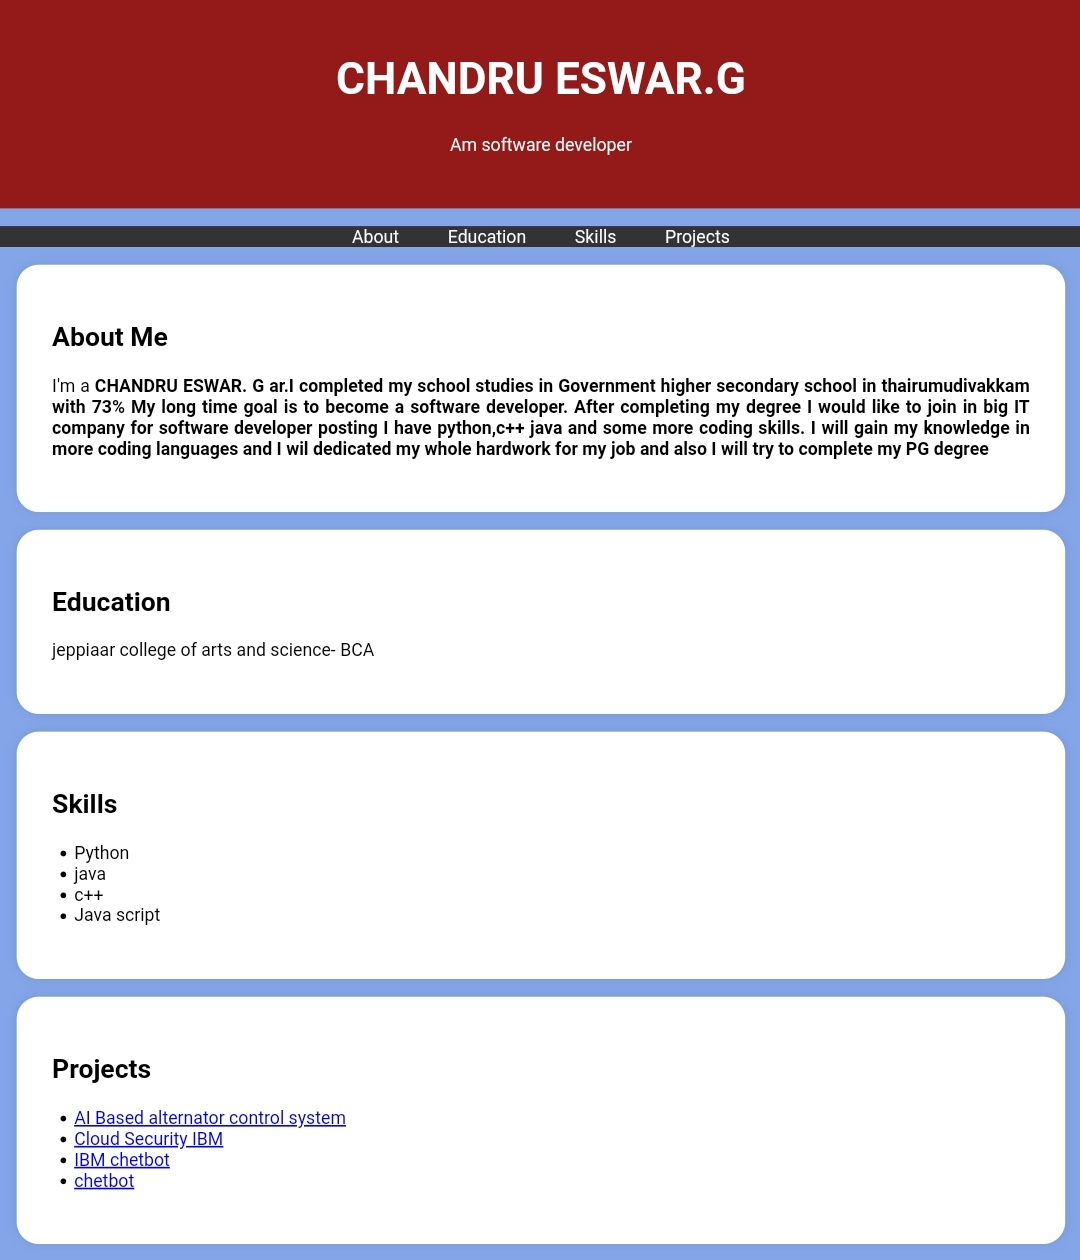 CHANDRU ESWAR.G
Am software developer
About Education Skills Projects
About Me
I'm a CHANDRU ESWAR. G ar.I completed my school studies in Government higher secondary school in thairumudivakkam
with 73% My long time goal is to become a software developer. After completing my degree I would like to join in big IT
company for software developer posting I have python,c++ java and some more coding skills. I will gain my knowledge in
more coding languages and I wil dedicated my whole hardwork for my job and also I will try to complete my PG degree
Education
jeppiaar college of arts and science- BCA
Skills
• Python
• java
• c++
• Java script
Projects
• AI Based alternator control system
• Cloud Security IBM
• IBM chetbot
• chetbot